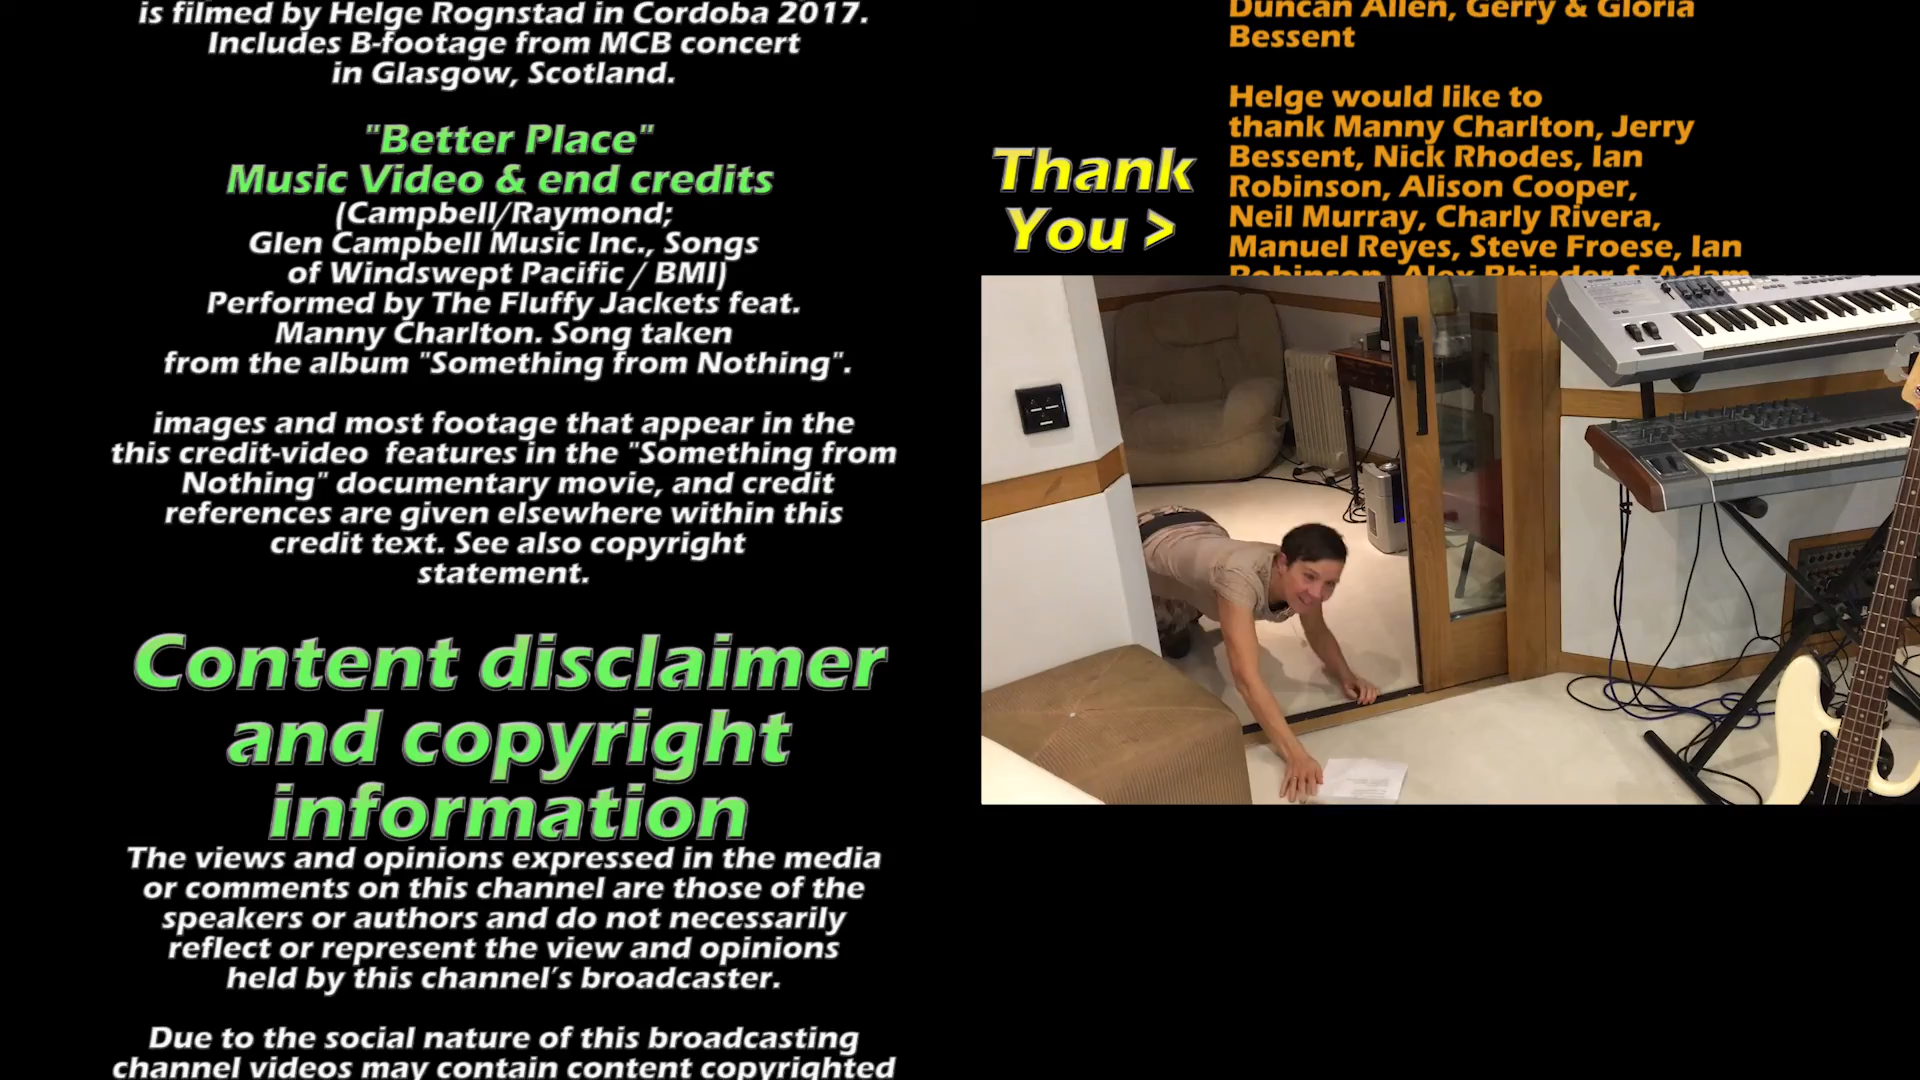 is filmed by Helge Rognstad in Cordoba 2017.
Includes B-footage from MCB concert
in Glasgow, Scotland.
"Better Place"
Music Video & end credits
(Campbell/Raymond;
Glen Campbell Music Inc., Songs
of Windswept Pacific / BMI)
Performed by The Fluffy Jackets feat.
Manny Charlton. Song taken
from the album "Something from Nothing".
images and most footage that appear in the
this credit-video features in the "Something from
Nothing" documentary movie, and credit
references are given elsewhere within this
credit text. See also copyright
statement.
Content disclaimer
and copyright
information
The views and opinions expressed in the media
or comments on this channel are those of the
speakers or authors and do not necessarily
reflect or represent the view and opinions
held by this channel's broadcaster.
Due to the social nature of this broadcasting
channel videos may contain content copyrighted
Thank
You >
Duncan Allen, Gerry & Gloria
Bessent
Helge would like to
thank Manny Charlton, Jerry
Bessent, Nick Rhodes, Ian
Robinson, Alison Cooper,
Neil Murray, Charly Rivera,
Manuel Reyes, Steve Froese, Ian
Robinson, Alex Bhinder & Adam